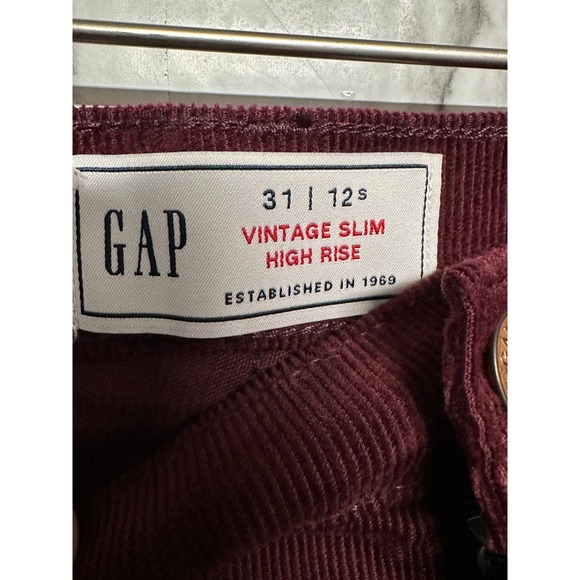 GAP
31 | 12s
VINTAGE SLIM
HIGH RISE
ESTABLISHED IN 1969